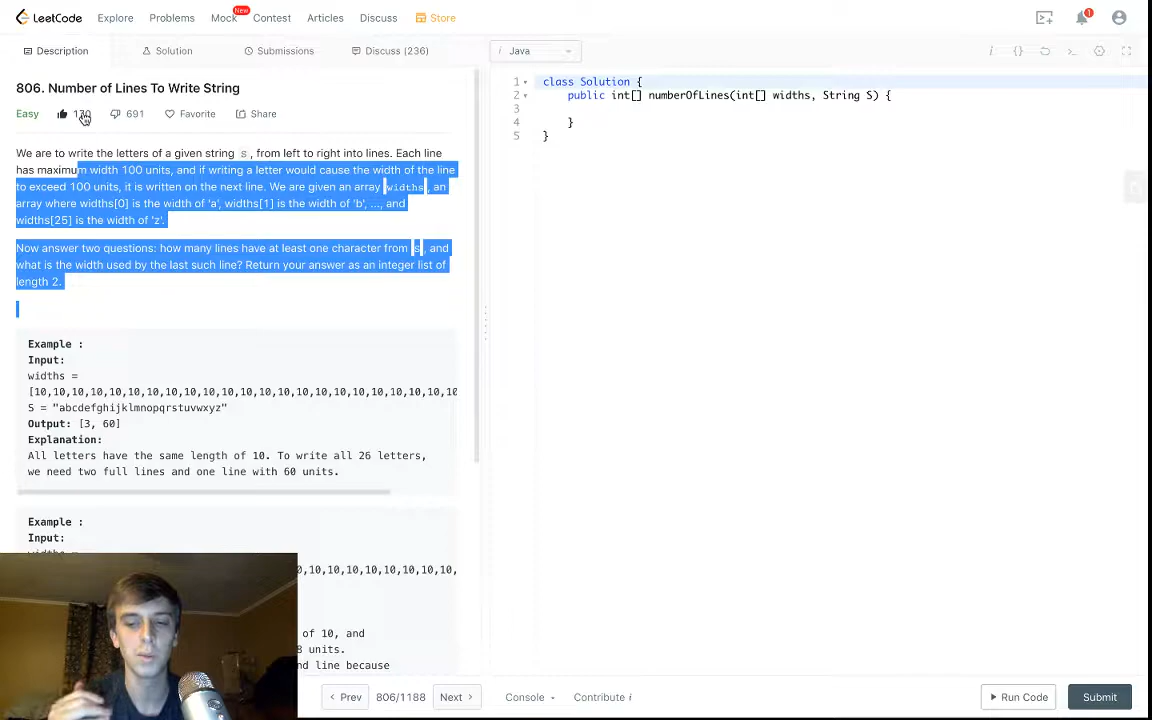 LeetCode Explore Problems Mock New Contest Articles Discuss Store 1
Description Solution Submissions Discuss (236) i Java
806. Number of Lines To Write String
Easy 691 Favorite Share
We are to write the letters of a given string S, from left to right into lines. Each line
has maximum width 100 units, and if writing a letter would cause the width of the line
to exceed 100 units, it is written on the next line. We are given an array widths, an
array where widths[0] is the width of 'a', widths[1] is the width of 'b', ..., and
widths[25] is the width of 'z'.
Now answer two questions: how many lines have at least one character from S, and
what is the width used by the last such line? Return your answer as an integer list of
length 2.
Example :
Input:
widths =
[10,10,10,10,10,10,10,10,10,10,10,10,10,10,10,10,10,10,10,10,10
S = "abcdefghijklmnopqrstuvwxyz"
Output: [3, 60]
Explanation:
All letters have the same length of 10. To write all 26 letters,
we need two full lines and one line with 60 units.
Example :
Input:
widths =
0,10,10,10,10,10,10,10,10,
of 10, and
8 units.
nd line because
1 class Solution {
2 public int[] numberOfLines(int[] widths, String S) {
3
4 }
5 }
Prev 806/1188 Next Console Contribute i Run Code Submit